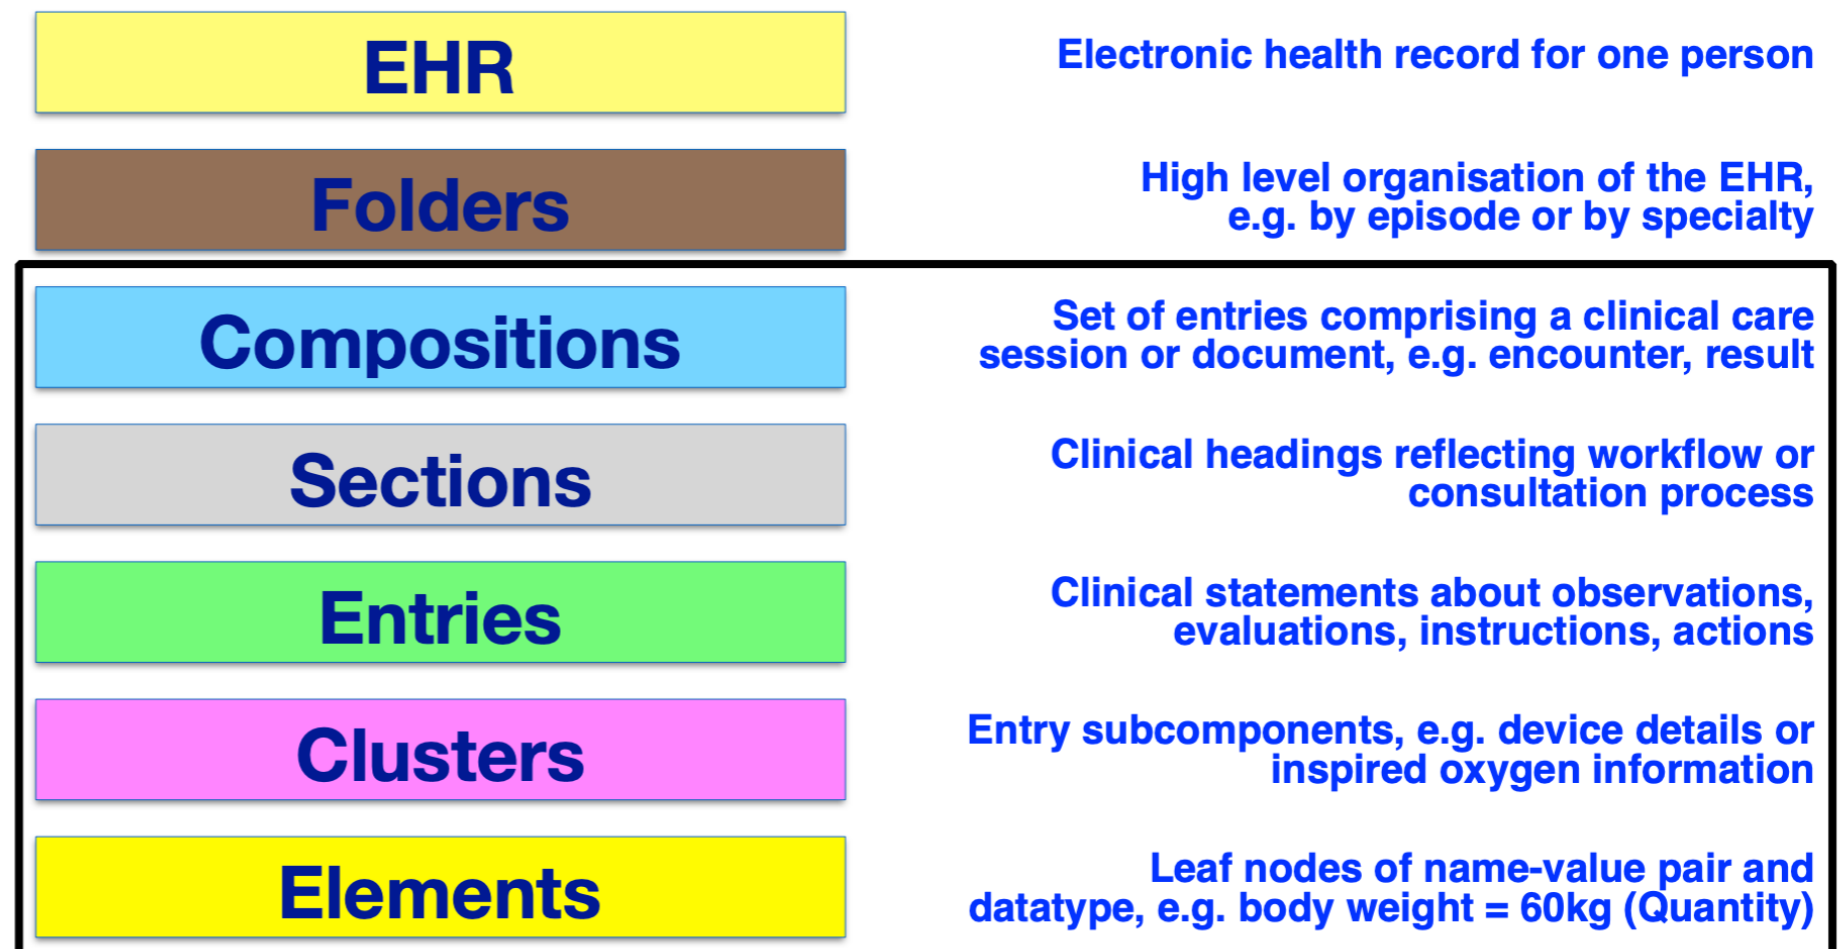 EHR
Electronic health record for one person
Folders
High level organisation of the EHR,
e.g. by episode or by specialty
Compositions
Set of entries comprising a clinical care
session or document, e.g. encounter, result
Sections
Clinical headings reflecting workflow or
consultation process
Entries
Clinical statements about observations,
evaluations, instructions, actions
Clusters
Entry subcomponents, e.g. device details or
inspired oxygen information
Elements
Leaf nodes of name-value pair and
datatype, e.g. body weight = 60kg (Quantity)